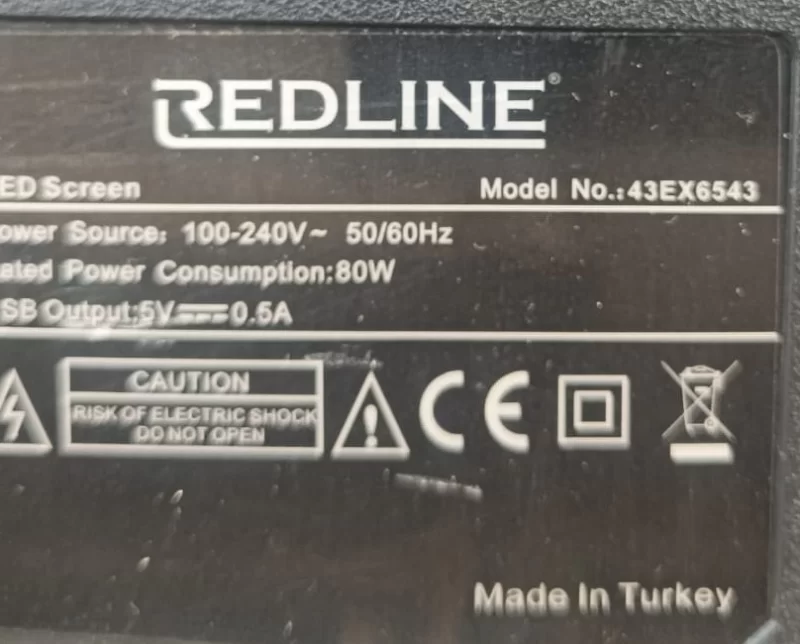 REDLINE®
ED Screen
Model No.:43EX6543
ower Source: 100-240V~ 50/60Hz
ated Power Consumption:80W
SB Output:5V⎓0.5A
CAUTION
RISK OF ELECTRIC SHOCK
DO NOT OPEN
CE
Made In Turkey